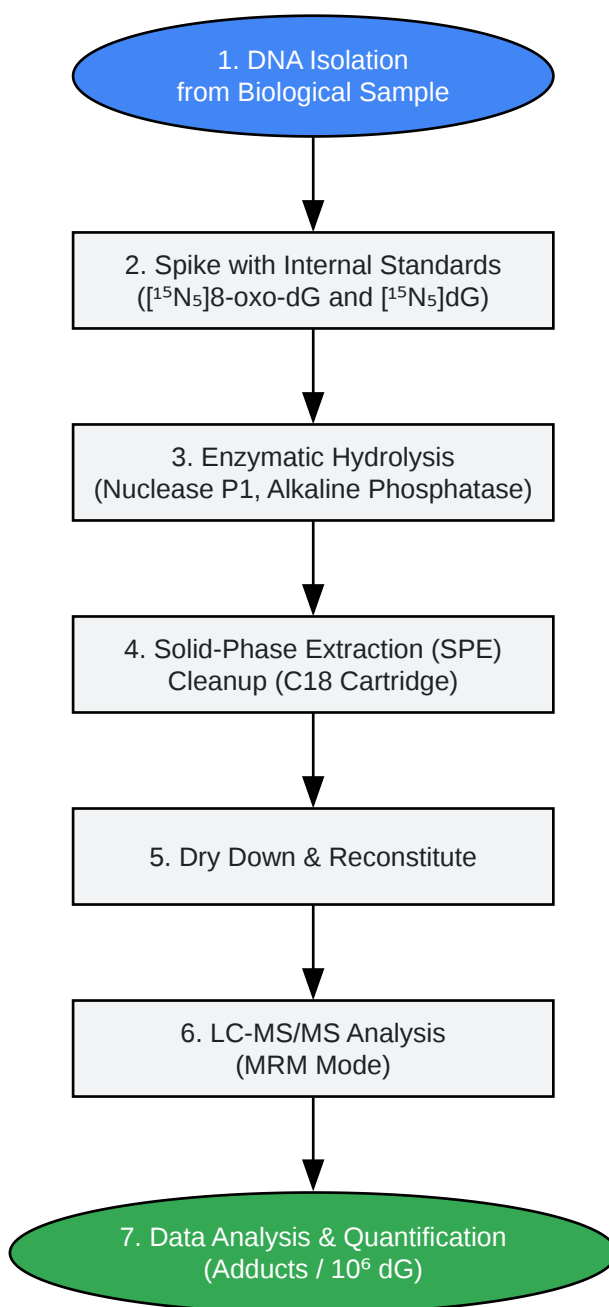 1. DNA Isolation
from Biological Sample
2. Spike with Internal Standards
([¹⁵N₅]8-oxo-dG and [¹⁵N₅]dG)
3. Enzymatic Hydrolysis
(Nuclease P1, Alkaline Phosphatase)
4. Solid-Phase Extraction (SPE)
Cleanup (C18 Cartridge)
5. Dry Down & Reconstitute
6. LC-MS/MS Analysis
(MRM Mode)
7. Data Analysis & Quantification
(Adducts / 10⁶ dG)